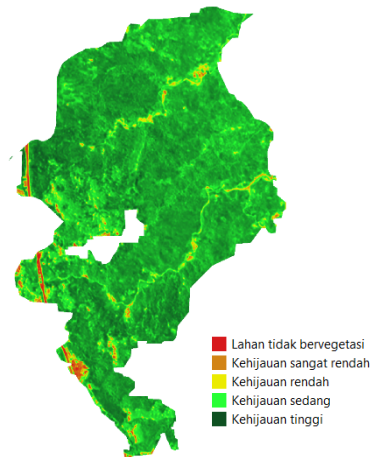 Lahan tidak bervegetasi
Kehijauan sangat rendah
Kehijauan rendah
Kehijauan sedang
Kehijauan tinggi